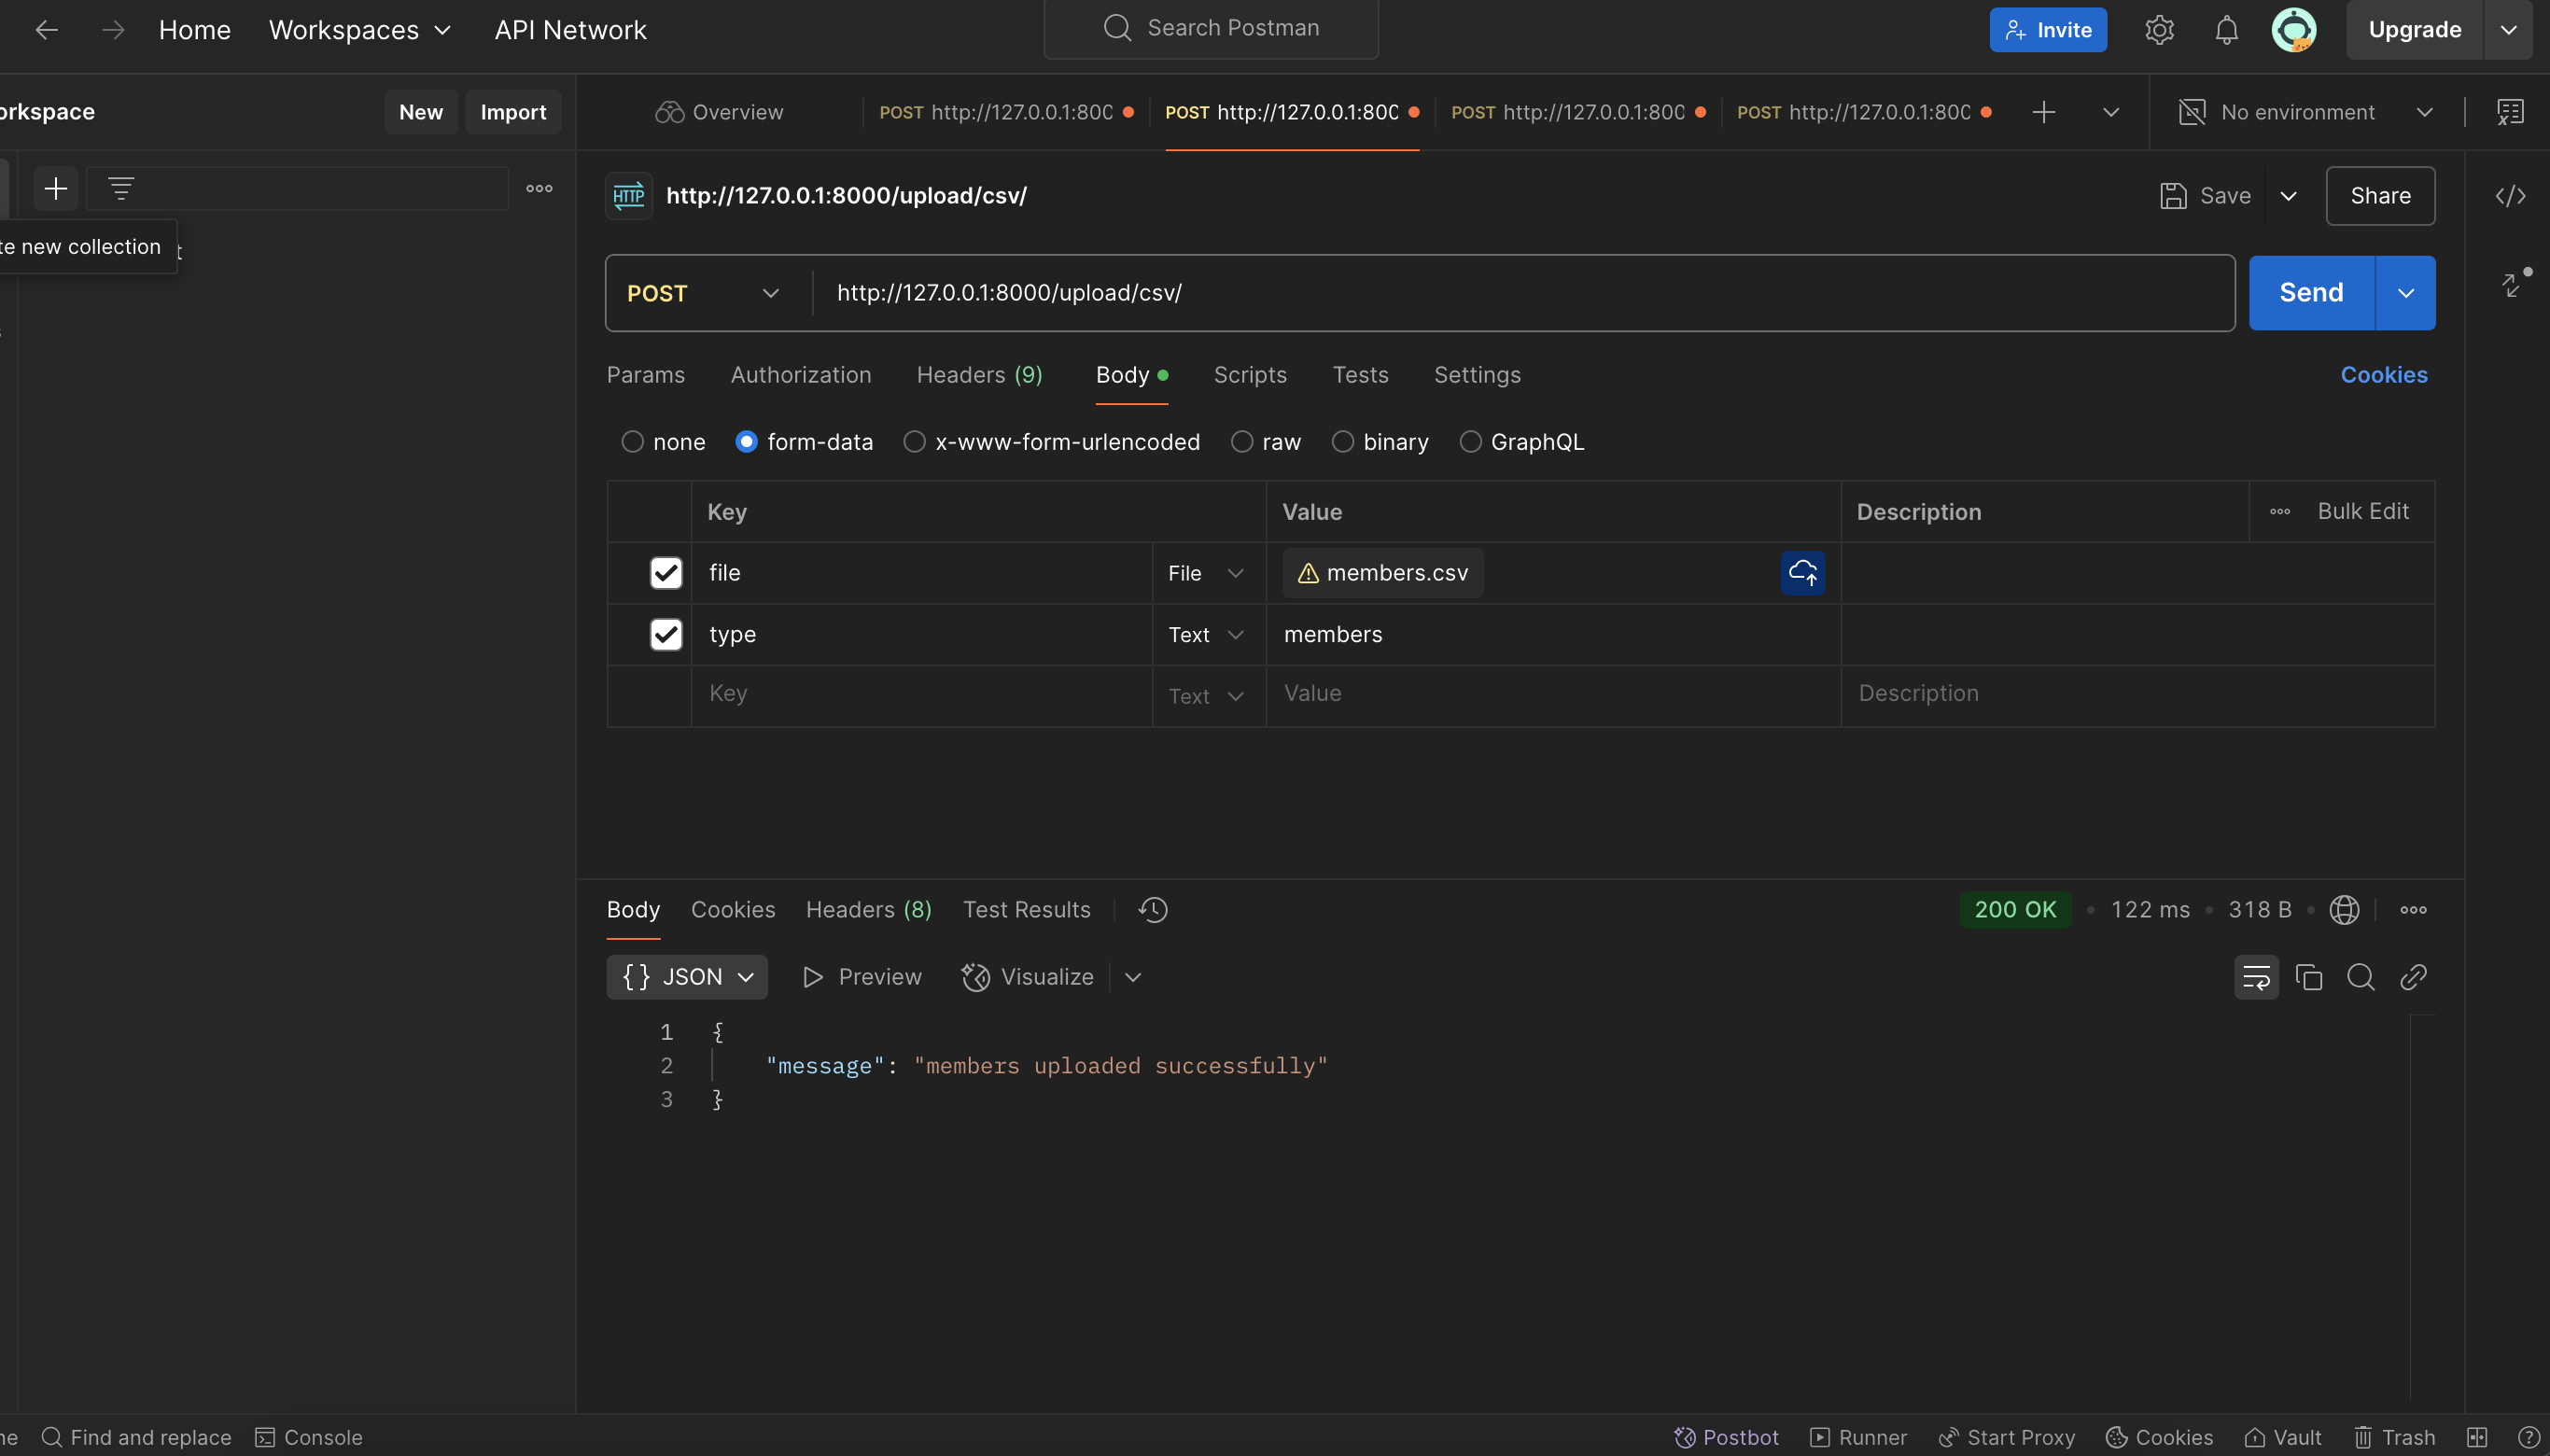 Home Workspaces API Network Search Postman Invite Upgrade
orkspace New Import Overview POST http://127.0.0.1:800 POST http://127.0.0.1:800 POST http://127.0.0.1:800 POST http://127.0.0.1:800 No environment
HTTP http://127.0.0.1:8000/upload/csv/ Save Share
te new collection t
POST http://127.0.0.1:8000/upload/csv/ Send
Params Authorization Headers (9) Body Scripts Tests Settings Cookies
none form-data x-www-form-urlencoded raw binary GraphQL
Key Value Description Bulk Edit
file File members.csv
type Text members
Key Text Value Description
Body Cookies Headers (8) Test Results 200 OK • 122 ms • 318 B •
{} JSON Preview Visualize
1 {
2 "message": "members uploaded successfully"
3 }
ne Find and replace Console Postbot Runner Start Proxy Cookies Vault Trash